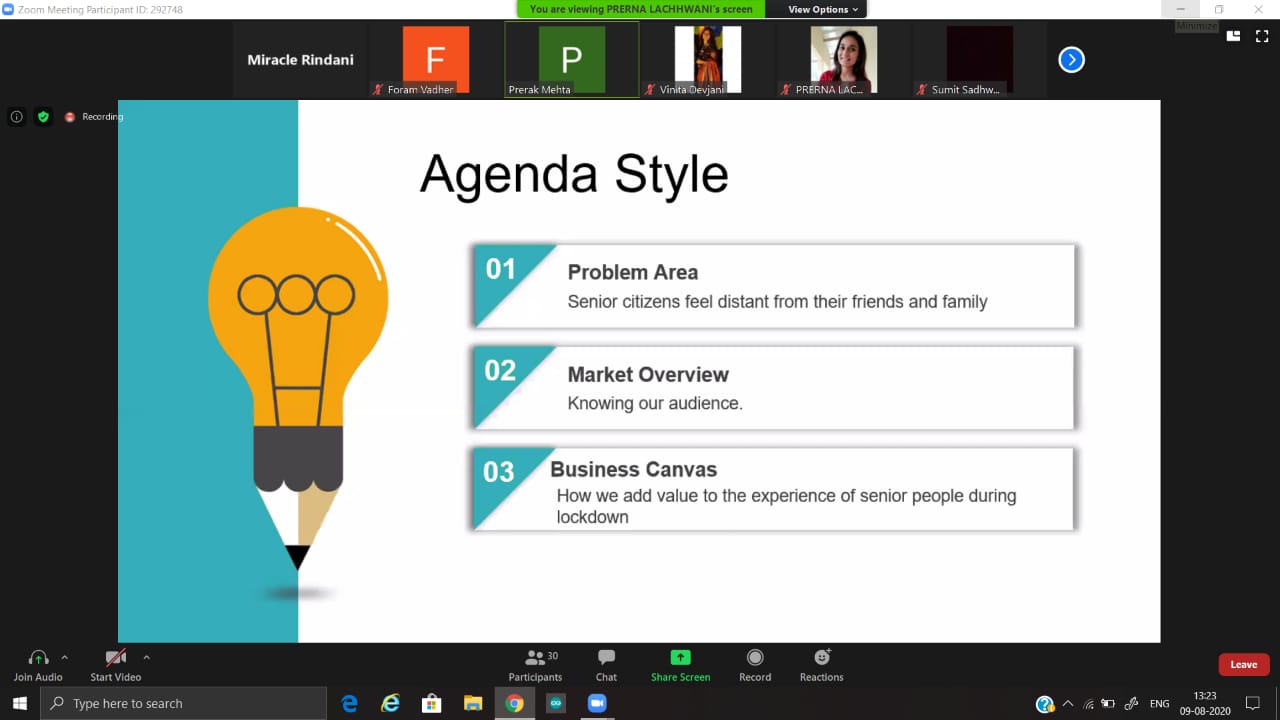 Zoom Meeting Participant ID: 292748
You are viewing PRERNA LACHHWANI's screen
View Options
Minimize
Miracle Rindani
F
Foram Vadher
P
Prerak Mehta
Vinita Devjani
PRERNA LAC...
Sumit Sadhw...
Recording
Agenda Style
01
Problem Area
Senior citizens feel distant from their friends and family
02
Market Overview
Knowing our audience.
03
Business Canvas
How we add value to the experience of senior people during
lockdown
Join Audio
Start Video
30
Participants
Chat
Share Screen
Record
Reactions
Leave
Type here to search
ENG
13:23
09-08-2020